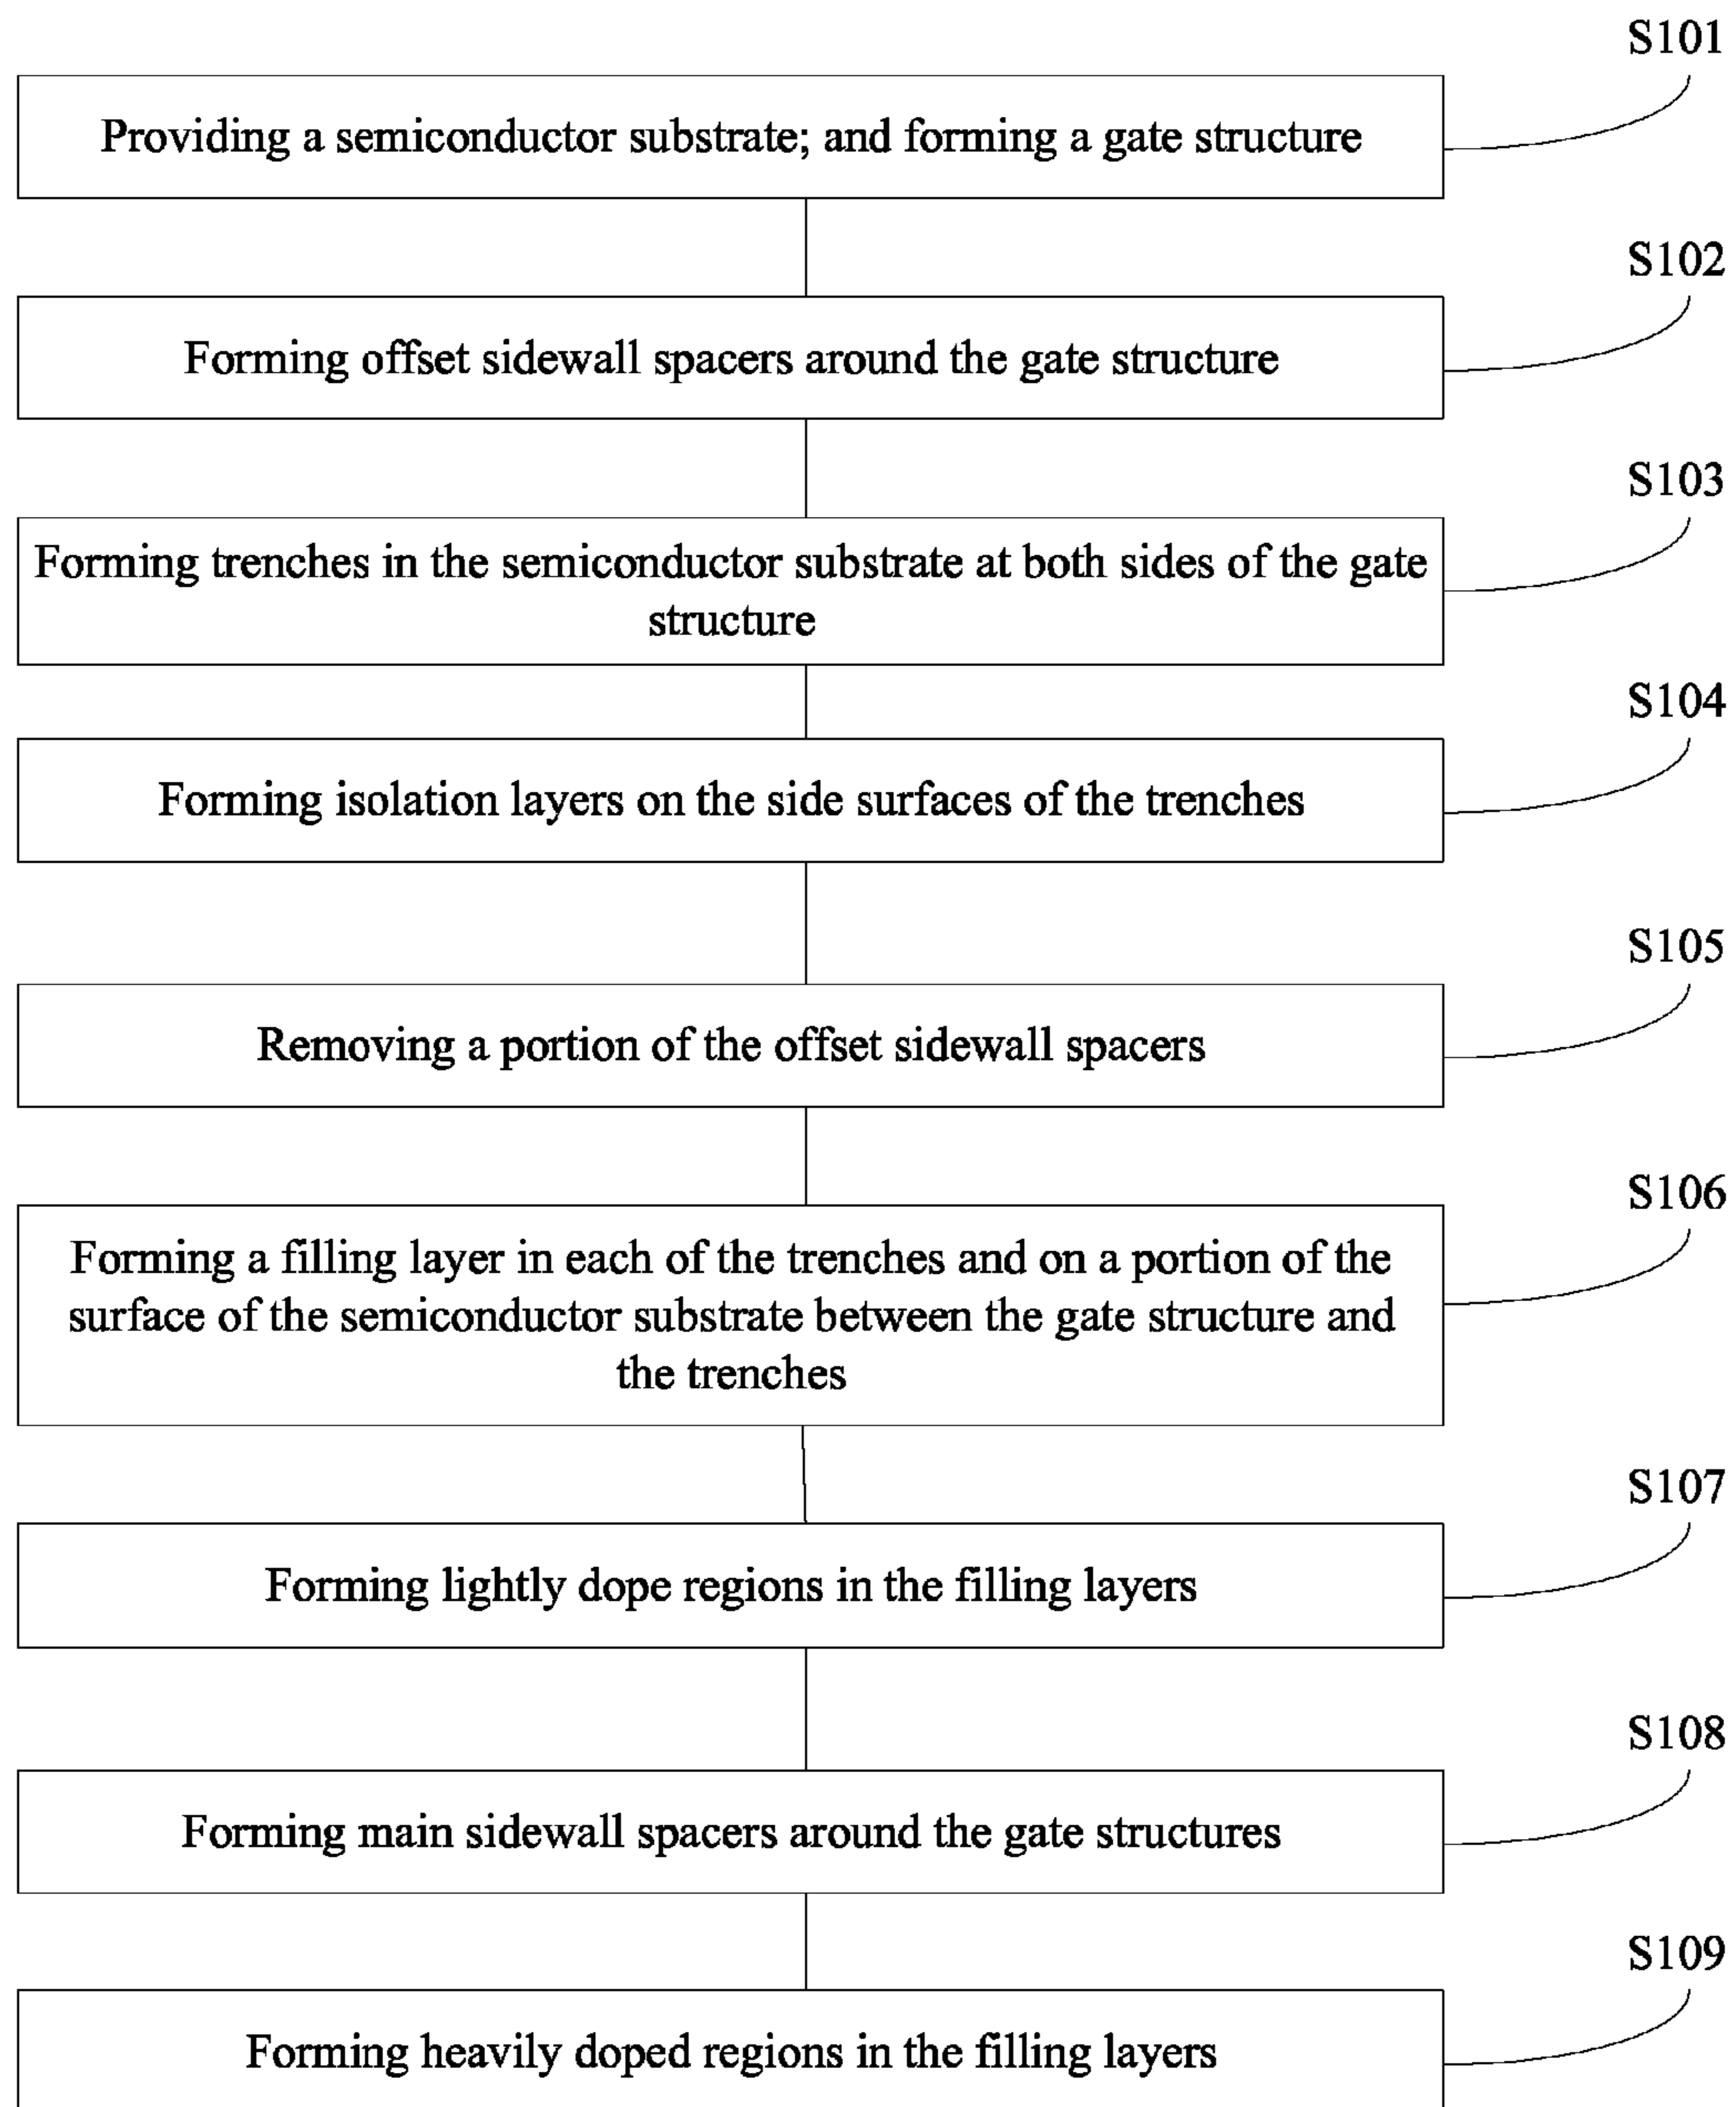 S101
Providing a semiconductor substrate; and forming a gate structure
S102
Forming offset sidewall spacers around the gate structure
S103
Forming trenches in the semiconductor substrate at both sides of the gate
structure
S104
Forming isolation layers on the side surfaces of the trenches
S105
Removing a portion of the offset sidewall spacers
S106
Forming a filling layer in each of the trenches and on a portion of the
surface of the semiconductor substrate between the gate structure and
the trenches
S107
Forming lightly dope regions in the filling layers
S108
Forming main sidewall spacers around the gate structures
S109
Forming heavily doped regions in the filling layers